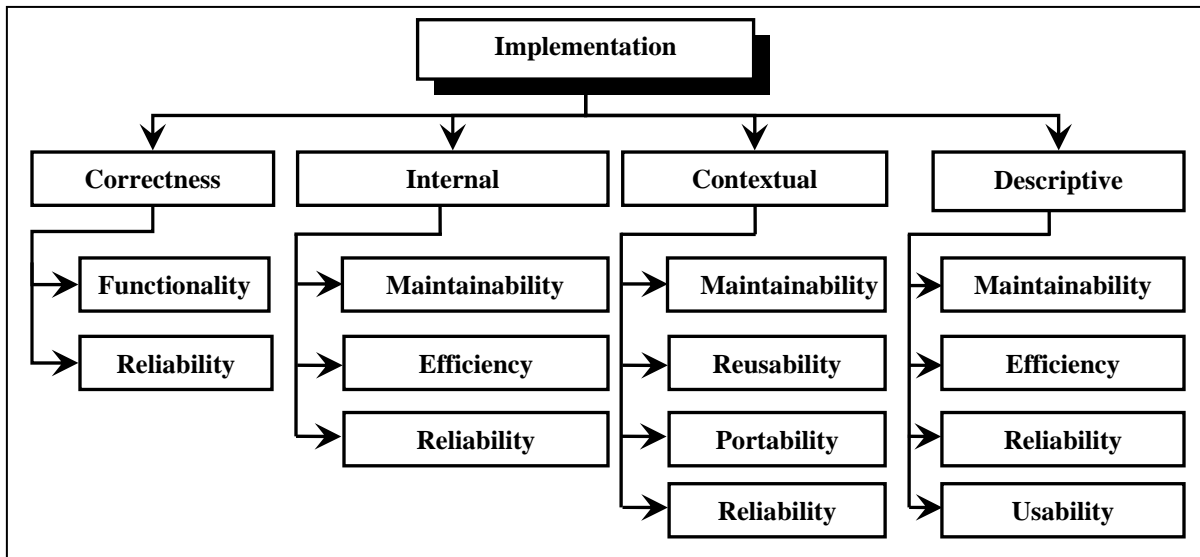 Implementation
Correctness
Internal
Contextual
Descriptive
Functionality
Reliability
Maintainability
Efficiency
Reliability
Maintainability
Reusability
Portability
Reliability
Maintainability
Efficiency
Reliability
Usability